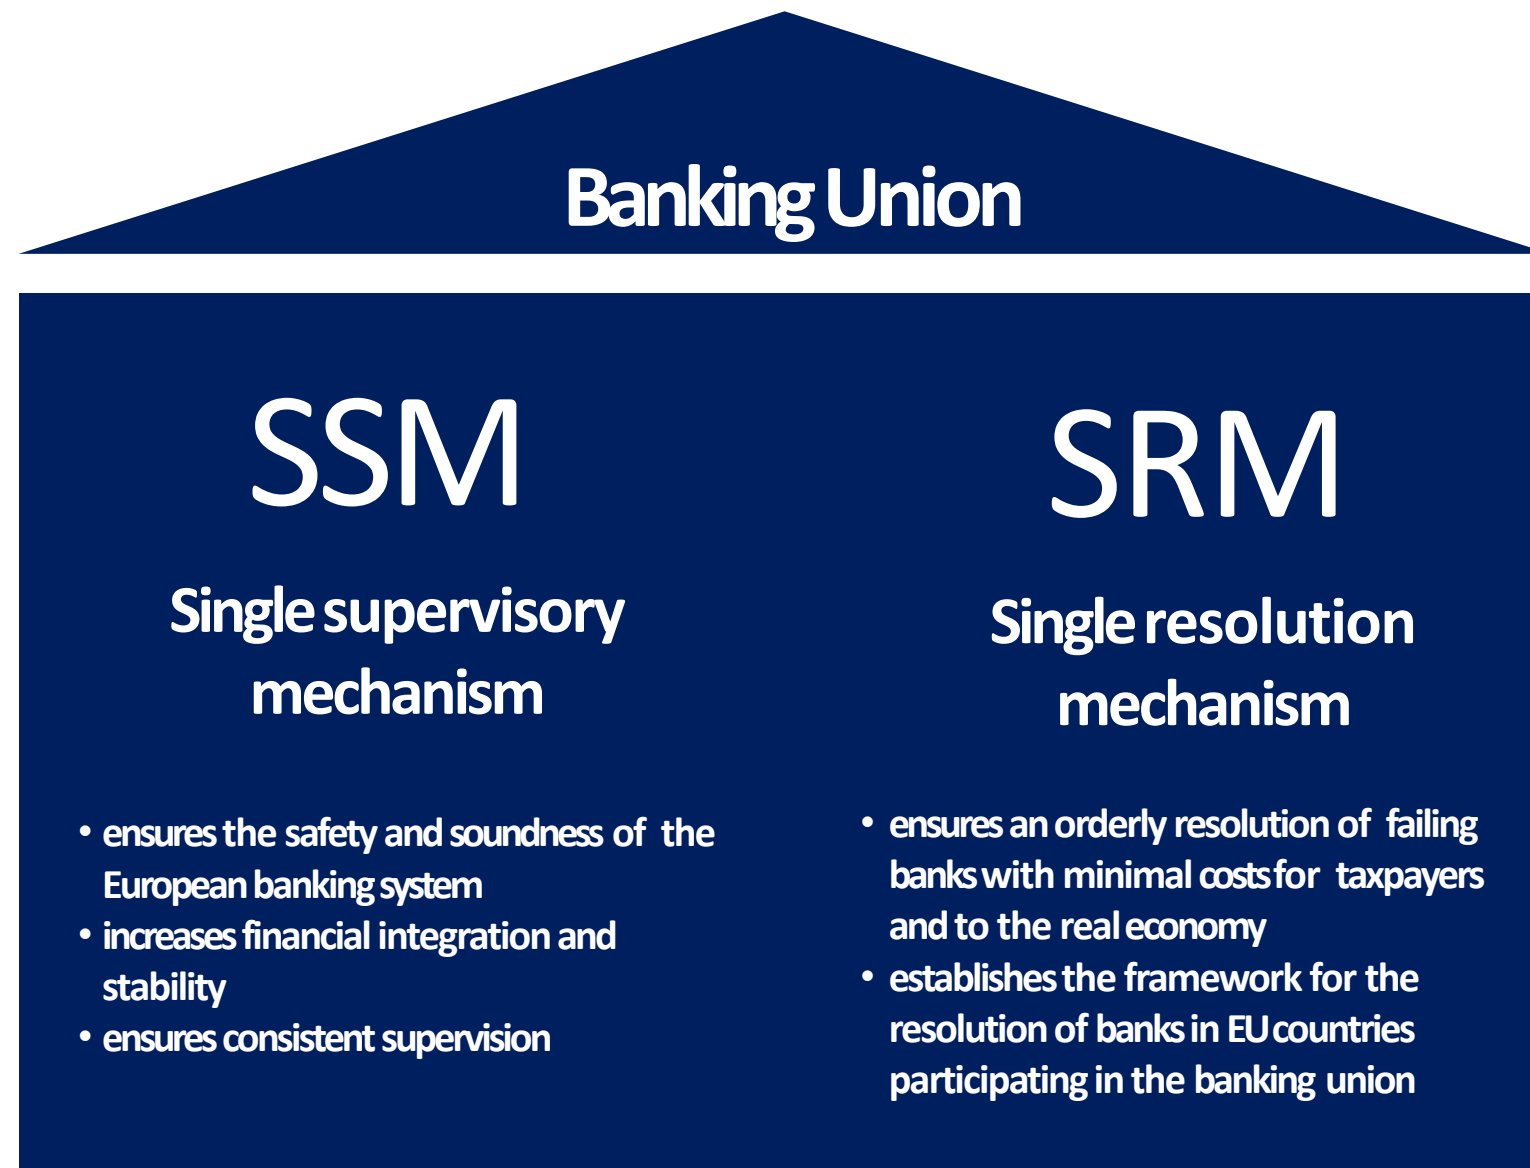 Banking Union
SSM
Single supervisory
mechanism
• ensures the safety and soundness of the
European banking system
• increases financial integration and
stability
• ensures consistent supervision
SRM
Single resolution
mechanism
• ensures an orderly resolution of failing
banks with minimal costs for taxpayers
and to the real economy
• establishes the framework for the
resolution of banks in EU countries
participating in the banking union